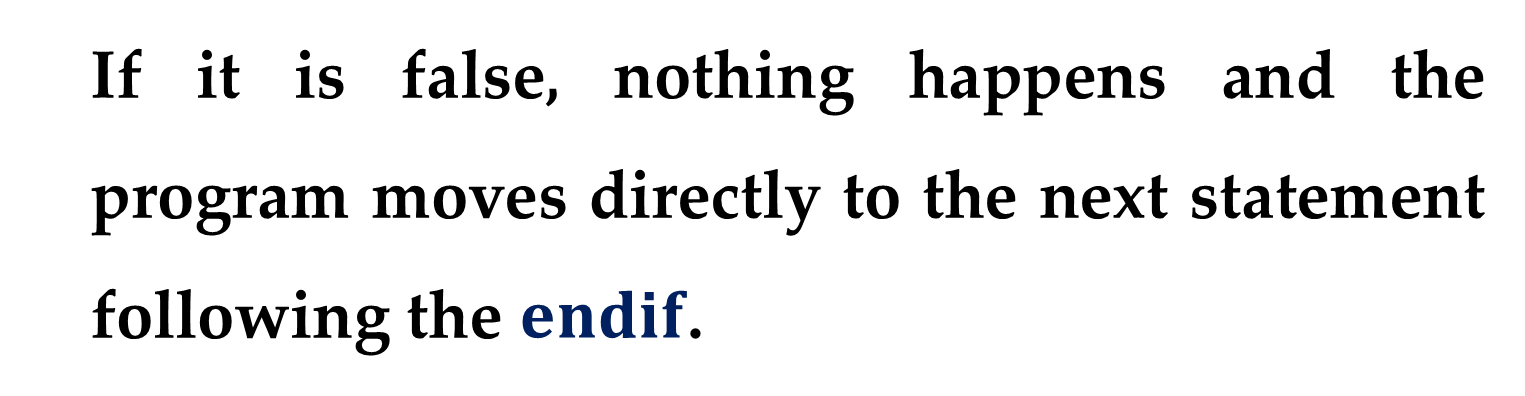 If it is false, nothing happens and the
program moves directly to the next statement
following the endif.